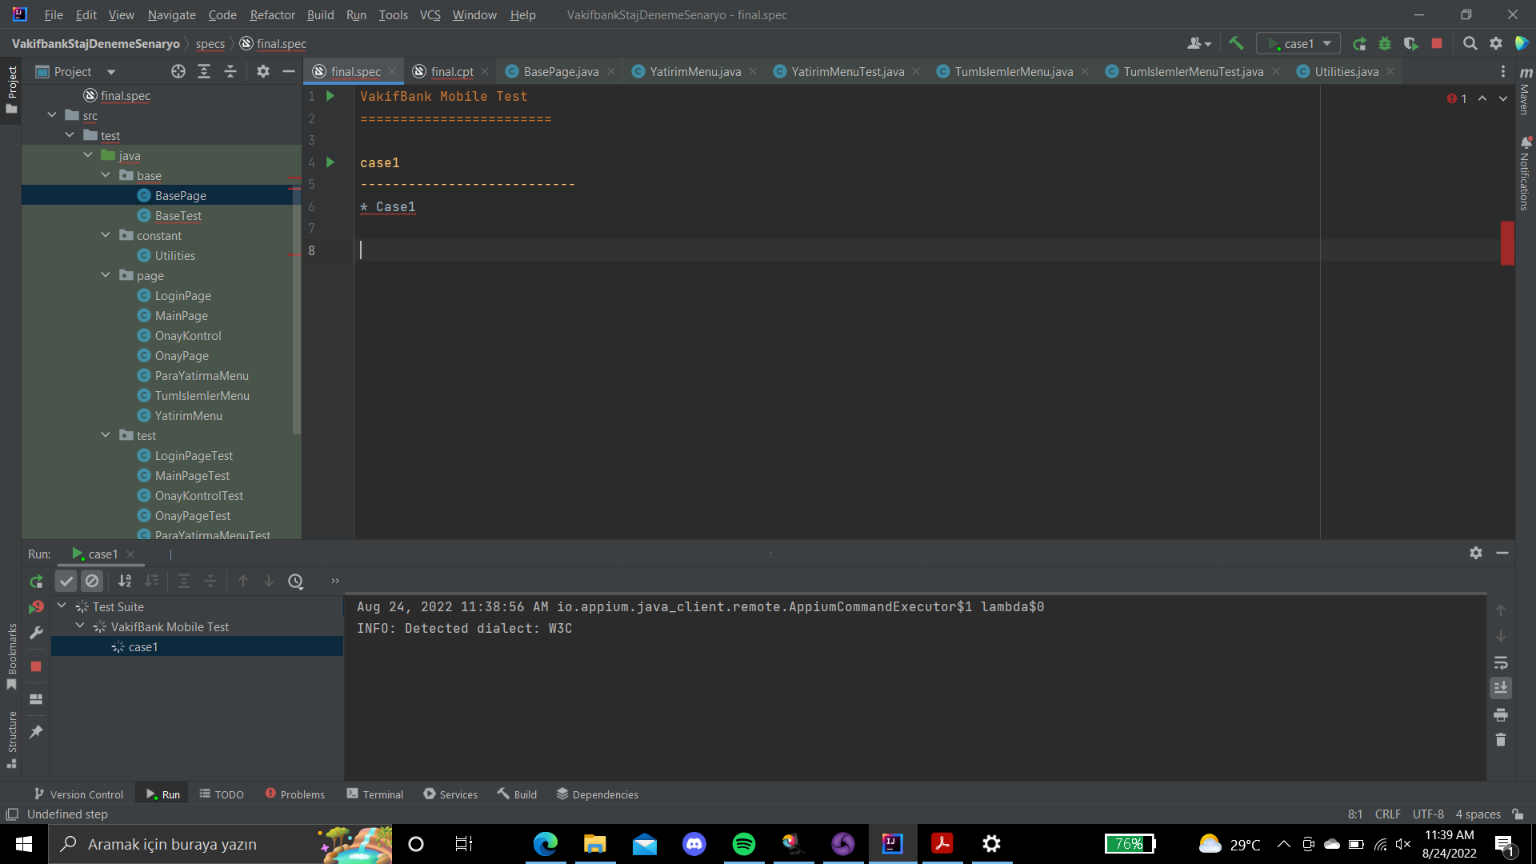 File Edit View Navigate Code Refactor Build Run Tools VCS Window Help VakifbankStajDenemeSenaryo - final.spec
VakifbankStajDenemeSenaryo specs final.spec case1
Project final.spec final.cpt BasePage.java YatirimMenu.java YatirimMenuTest.java TumIslemlerMenu.java TumIslemlerMenuTest.java Utilities.java
Project
Maven
Notifications
Bookmarks
Structure
final.spec
src
test
java
base
BasePage
BaseTest
constant
Utilities
page
LoginPage
MainPage
OnayKontrol
OnayPage
ParaYatirmaMenu
TumIslemlerMenu
YatirimMenu
test
LoginPageTest
MainPageTest
OnayKontrolTest
OnayPageTest
ParaYatirmaMenuTest
1 VakifBank Mobile Test
2 ========================
3
4 case1
5 ---------------------------
6 * Case1
7
8
1
Run: case1
Test Suite
VakifBank Mobile Test
case1
Aug 24, 2022 11:38:56 AM io.appium.java_client.remote.AppiumCommandExecutor$1 lambda$0
INFO: Detected dialect: W3C
Version Control Run TODO Problems Terminal Services Build Dependencies
Undefined step 8:1 CRLF UTF-8 4 spaces
Aramak için buraya yazın 76% 29°C 11:39 AM
8/24/2022 1